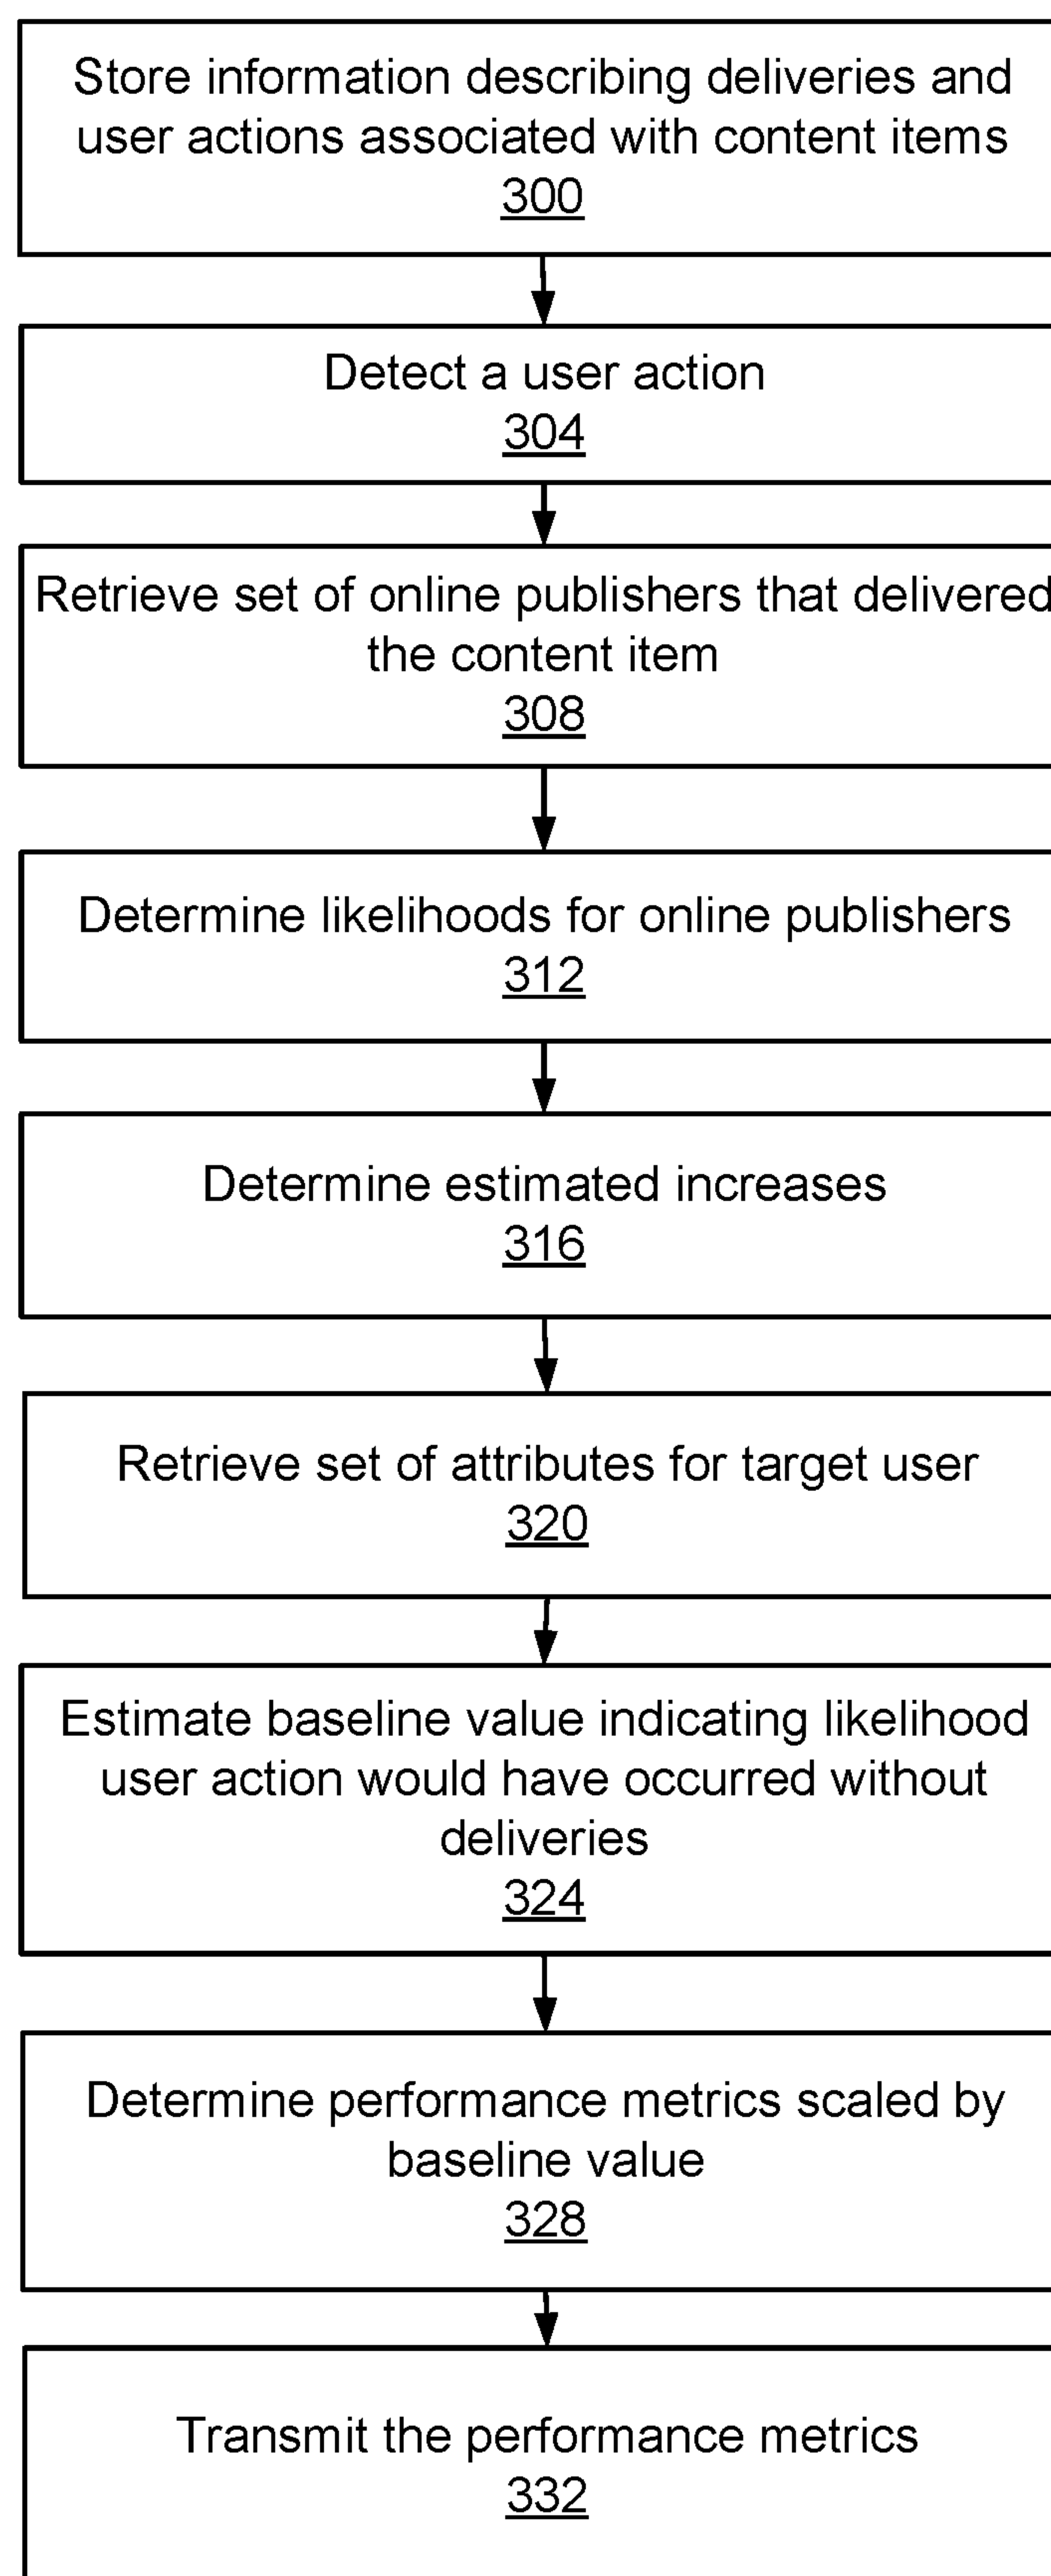 Store information describing deliveries and
user actions associated with content items
300
Detect a user action
304
Retrieve set of online publishers that delivered
the content item
308
Determine likelihoods for online publishers
312
Determine estimated increases
316
Retrieve set of attributes for target user
320
Estimate baseline value indicating likelihood
user action would have occurred without
deliveries
324
Determine performance metrics scaled by
baseline value
328
Transmit the performance metrics
332